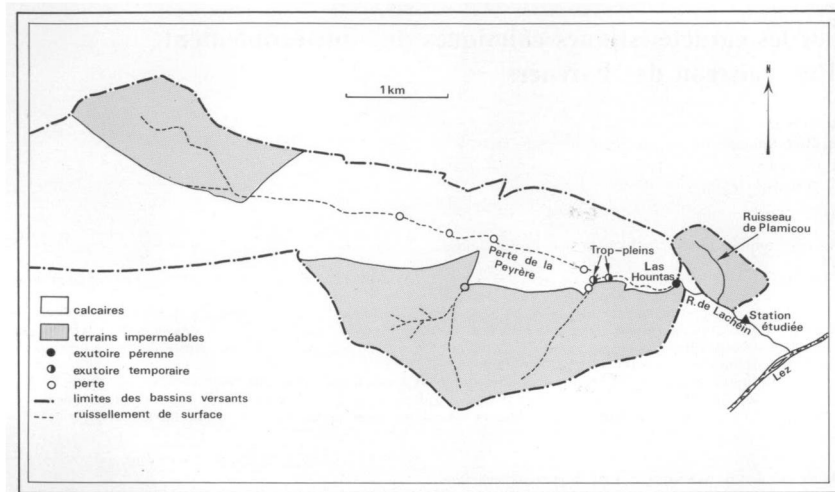 1 km
N
Ruisseau
de Plamicou
Trop-pleins
Perte de la
Peyrère
Las
Hountas
R. de Lachein
Station
étudiée
Lez
calcaires
terrains imperméables
exutoire pérenne
exutoire temporaire
perte
limites des bassins versants
ruissellement de surface